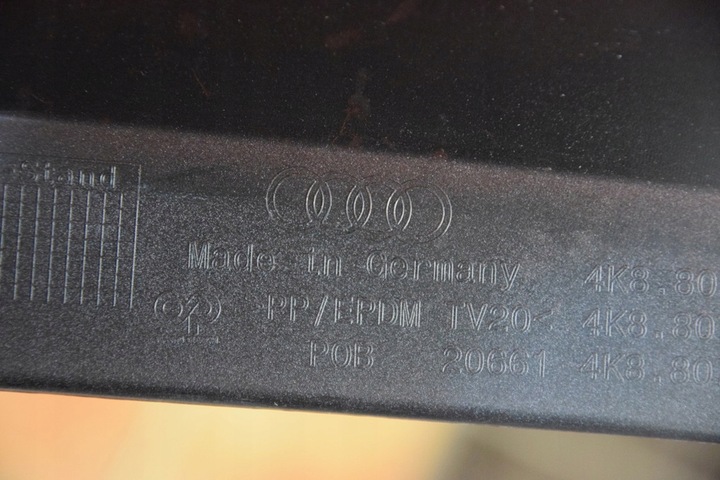 Stand
Made in Germany 4K8.80
PP/EPDM TV20< 4K8.80
POB 20661 4K8.80